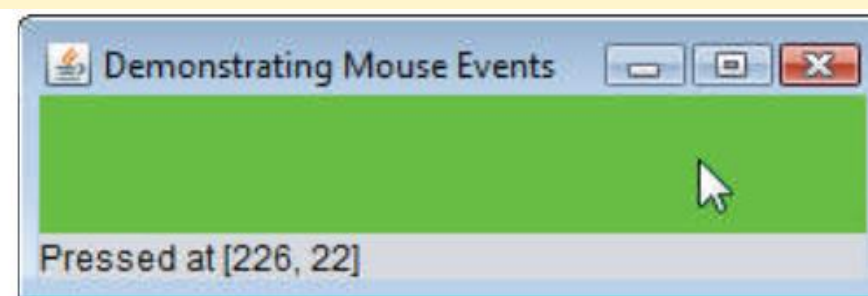 Demonstrating Mouse Events
Pressed at [226, 22]